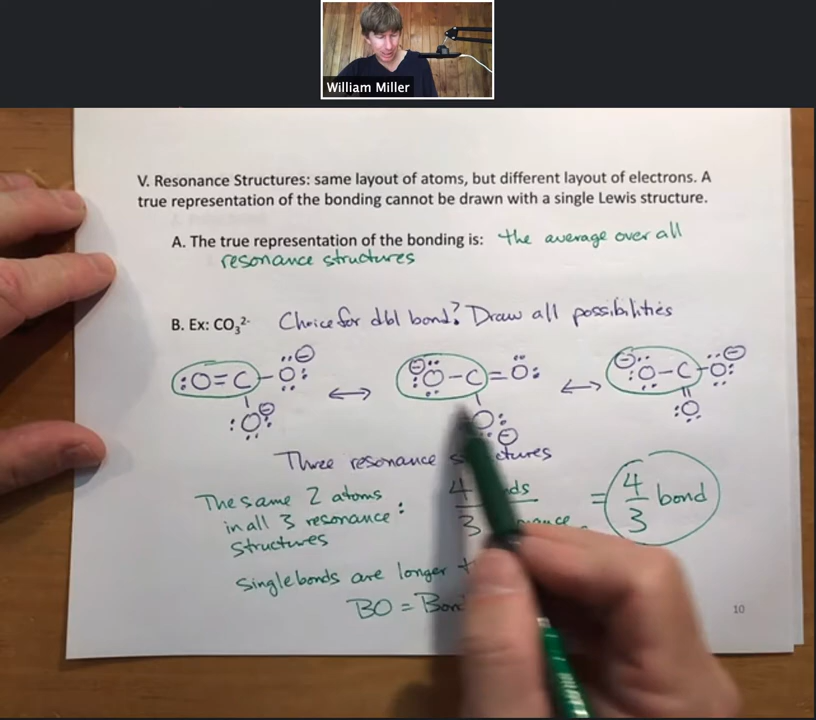 William Miller
V. Resonance Structures: same layout of atoms, but different layout of electrons. A
true representation of the bonding cannot be drawn with a single Lewis structure.
A. The true representation of the bonding is: the average over all
resonance structures
B. Ex: CO₃²⁻ Choice for dbl bond? Draw all possibilities
:O=C-O: ⟷ :O-C=O: ⟷ :O-C-O:
:O: O: :O:
Three resonance structures
The same 2 atoms
in all 3 resonance :
structures
4
3
= 4/3 bond
Single bonds are longer
BO =
10